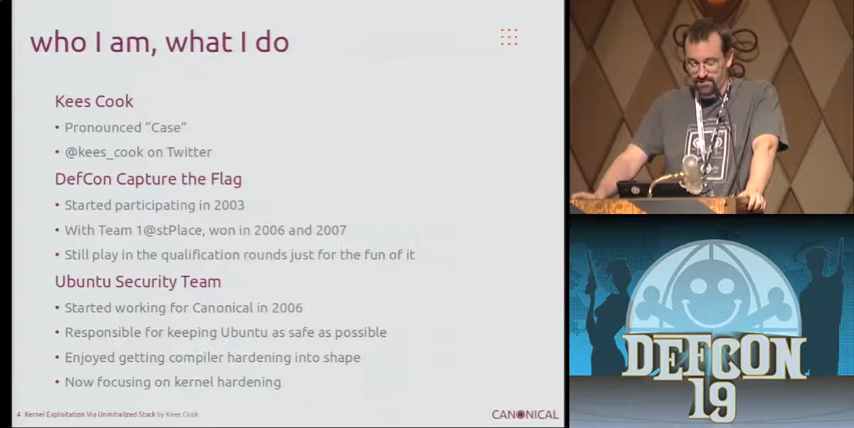 who I am, what I do
Kees Cook
• Pronounced "Case"
• @kees_cook on Twitter
DefCon Capture the Flag
• Started participating in 2003
• With Team 1@stPlace, won in 2006 and 2007
• Still play in the qualification rounds just for the fun of it
Ubuntu Security Team
• Started working for Canonical in 2006
• Responsible for keeping Ubuntu as safe as possible
• Enjoyed getting compiler hardening into shape
• Now focusing on kernel hardening
4 Kernel Exploitation Via Uninitialized Stack by Kees Cook
CANONICAL
DEFCON
19